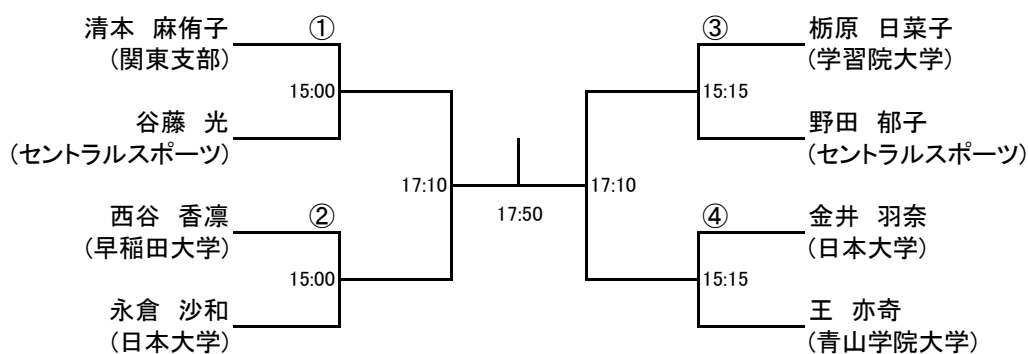 清本　麻侑子
(関東支部)
①
15:00
谷藤　光
(セントラルスポーツ)
17:10
西谷　香凛
(早稲田大学)
②
15:00
永倉　沙和
(日本大学)
17:50
③
栃原　日菜子
(学習院大学)
15:15
野田　郁子
(セントラルスポーツ)
17:10
④
金井　羽奈
(日本大学)
15:15
王　亦奇
(青山学院大学)